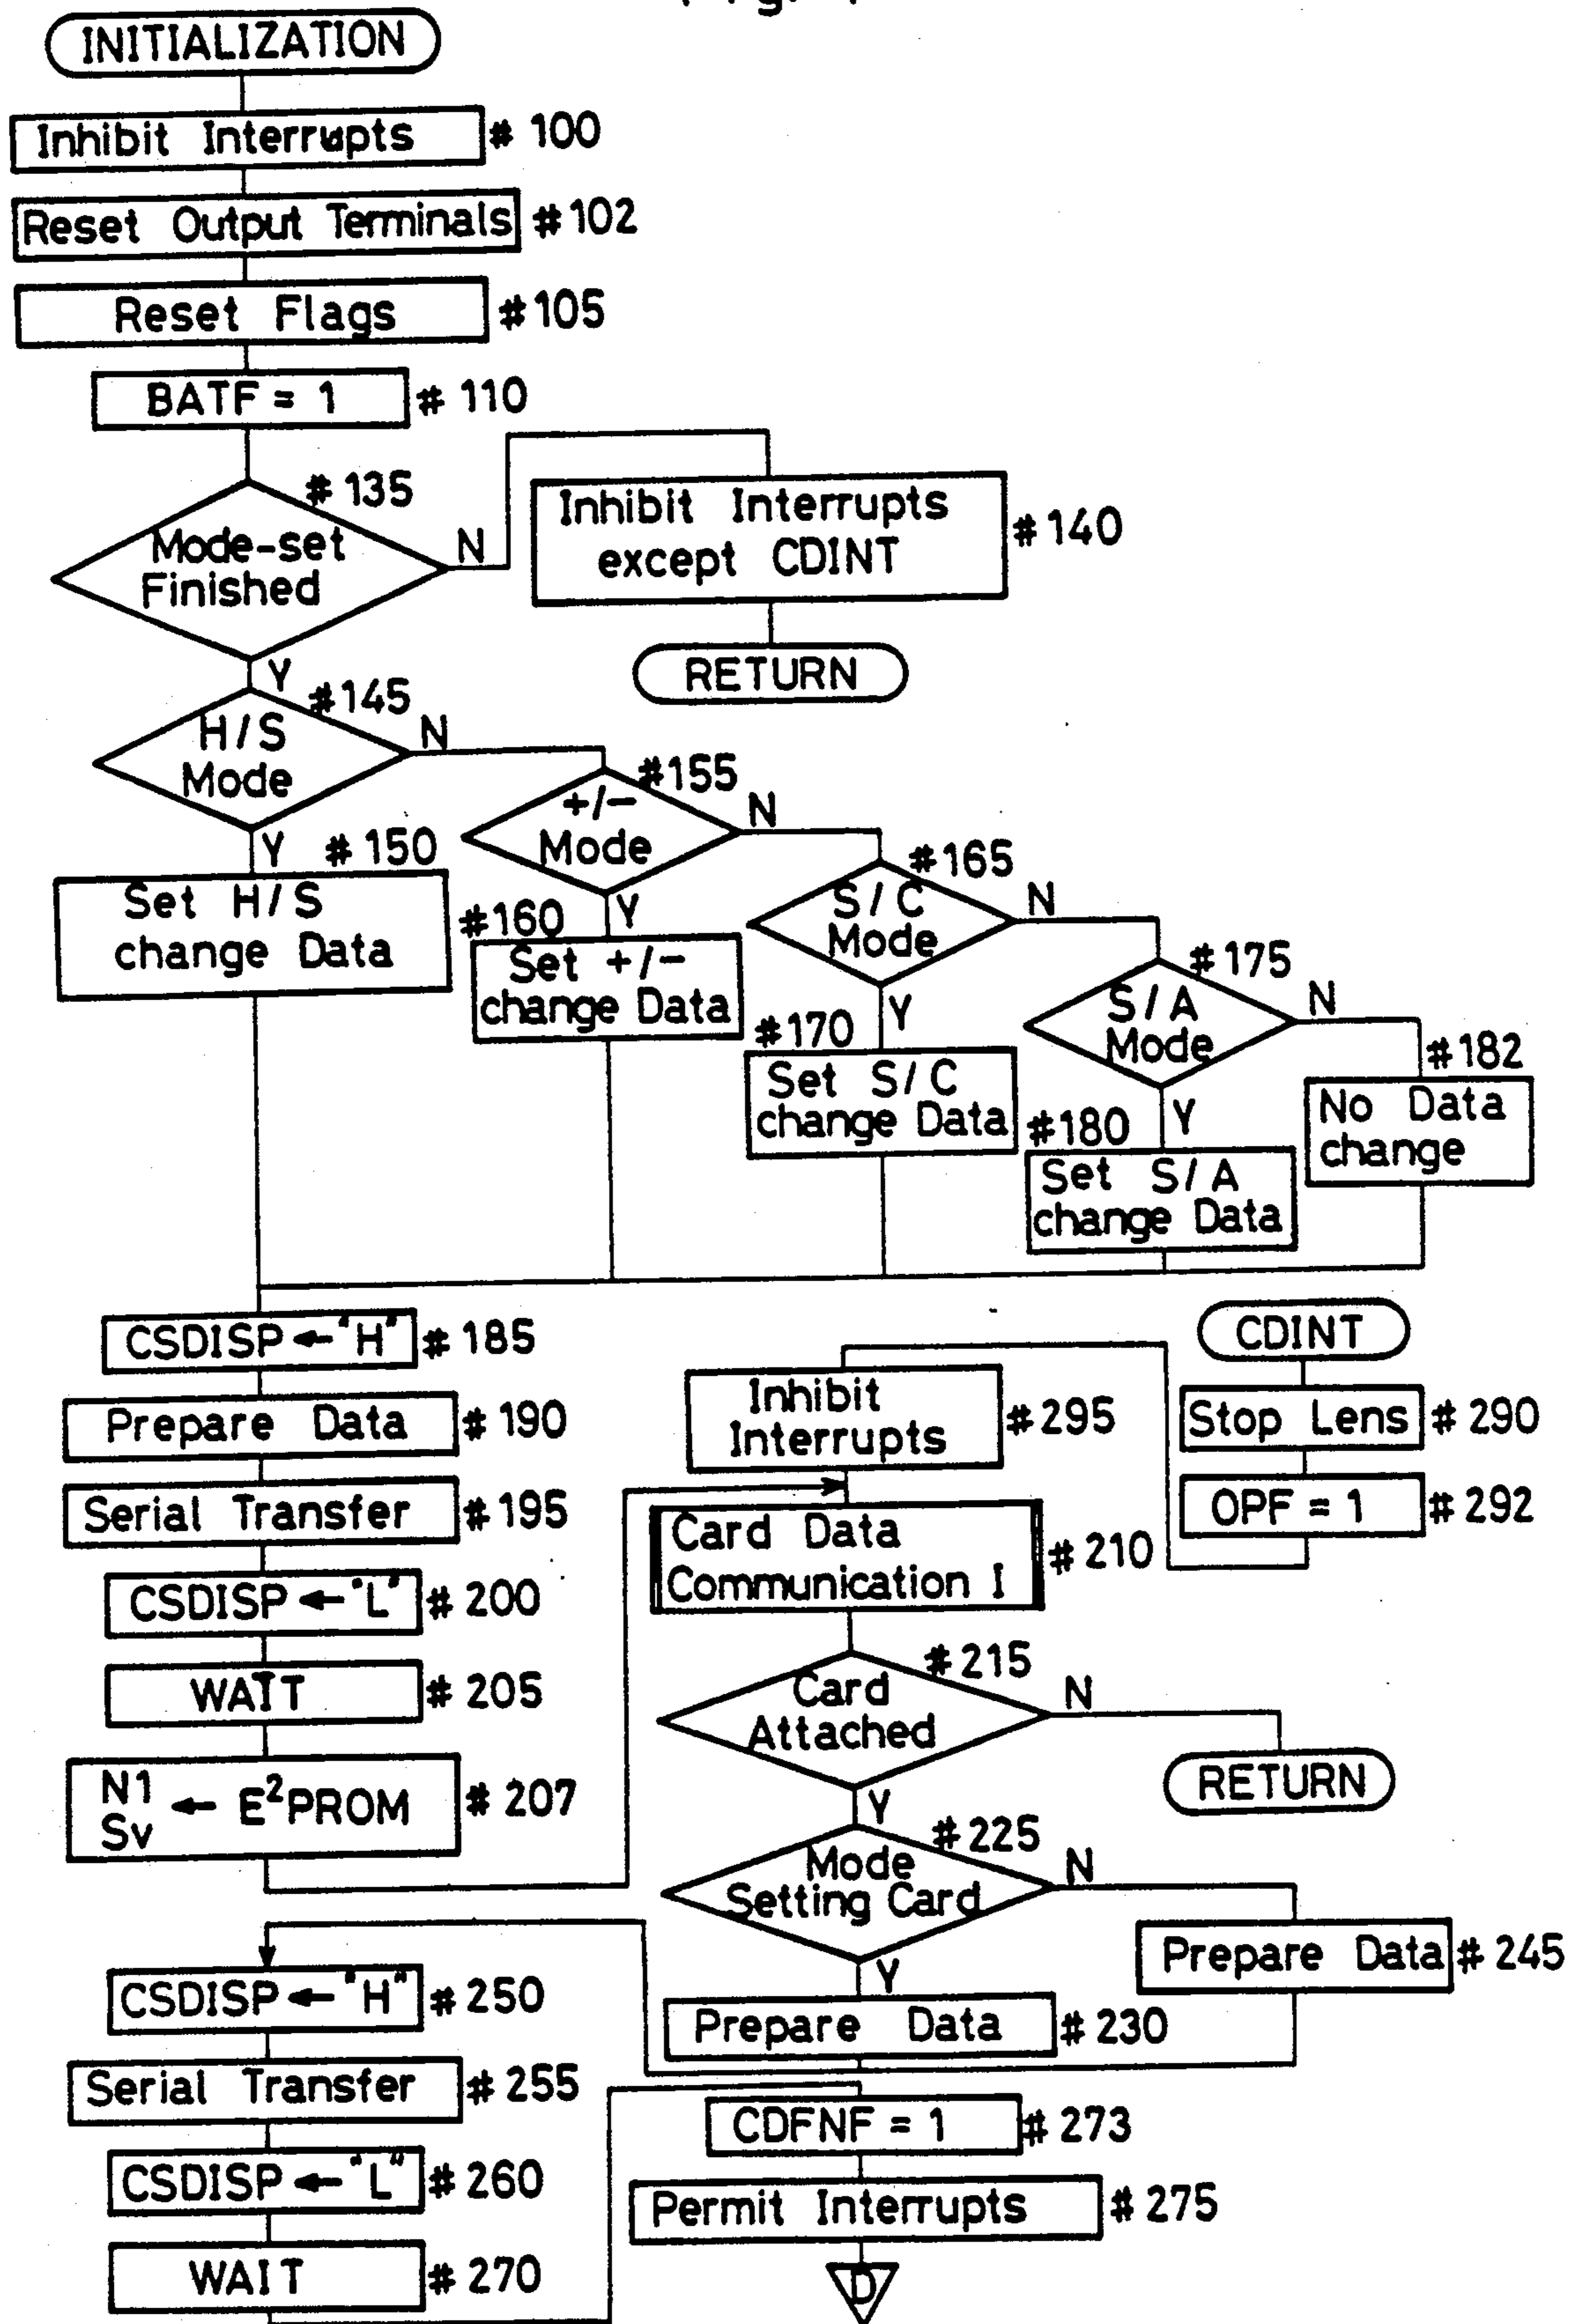 INITIALIZATION
Inhibit Interrupts # 100
Reset Output Terminals # 102
Reset Flags # 105
BATF = 1 # 110
# 135
Mode-set
Finished
N
Y
Inhibit Interrupts
except CDINT
# 140
RETURN
# 145
H/S
Mode
N
Y
# 150
Set H/S
change Data
# 155
+/-
Mode
N
Y
# 160
Set +/-
change Data
# 165
S/C
Mode
N
Y
# 170
Set S/C
change Data
# 175
S/A
Mode
N
Y
# 180
Set S/A
change Data
# 182
No Data
change
CSDISP ← "H" # 185
Prepare Data # 190
Serial Transfer # 195
CSDISP ← "L" # 200
WAIT # 205
N1
Sv ← E²PROM # 207
CDINT
Stop Lens # 290
OPF = 1 # 292
Inhibit
Interrupts
# 295
Card Data
Communication I
# 210
# 215
Card
Attached
N
Y
RETURN
# 225
Mode
Setting Card
N
Y
Prepare Data # 245
Prepare Data # 230
CSDISP ← "H" # 250
Serial Transfer # 255
CSDISP ← "L" # 260
WAIT # 270
CDFNF = 1 # 273
Permit Interrupts # 275
D